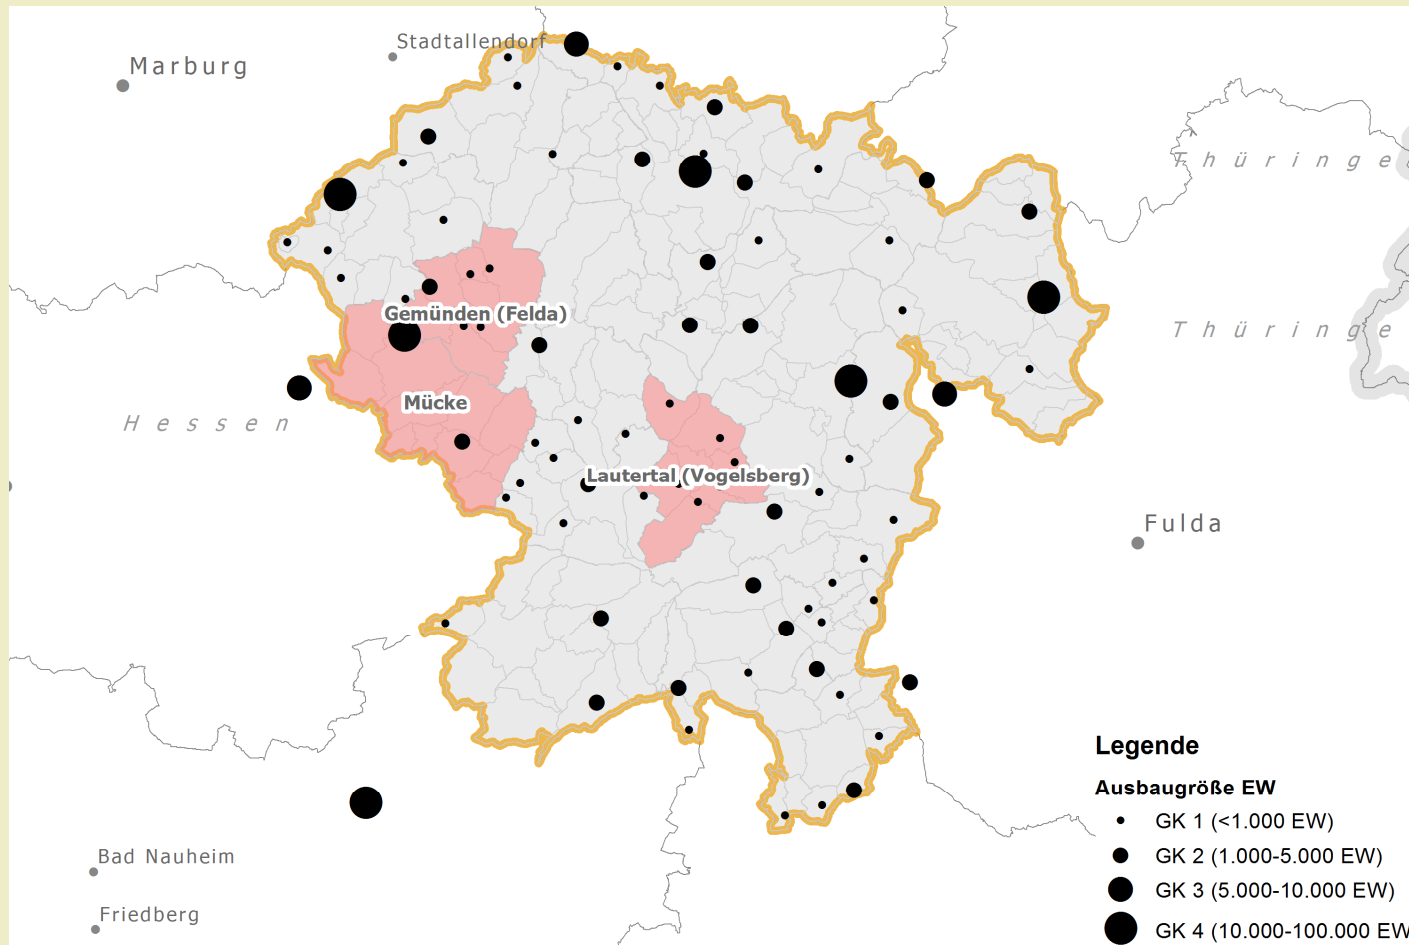 Stadtallendorf
Marburg
Thüringe
Gemünden (Felda)
Thüringe
Mücke
Hessen
Lautertal (Vogelsberg)
Fulda
Legende
Ausbaugröße EW
GK 1 (<1.000 EW)
GK 2 (1.000-5.000 EW)
GK 3 (5.000-10.000 EW)
GK 4 (10.000-100.000 EW
Bad Nauheim
Friedberg